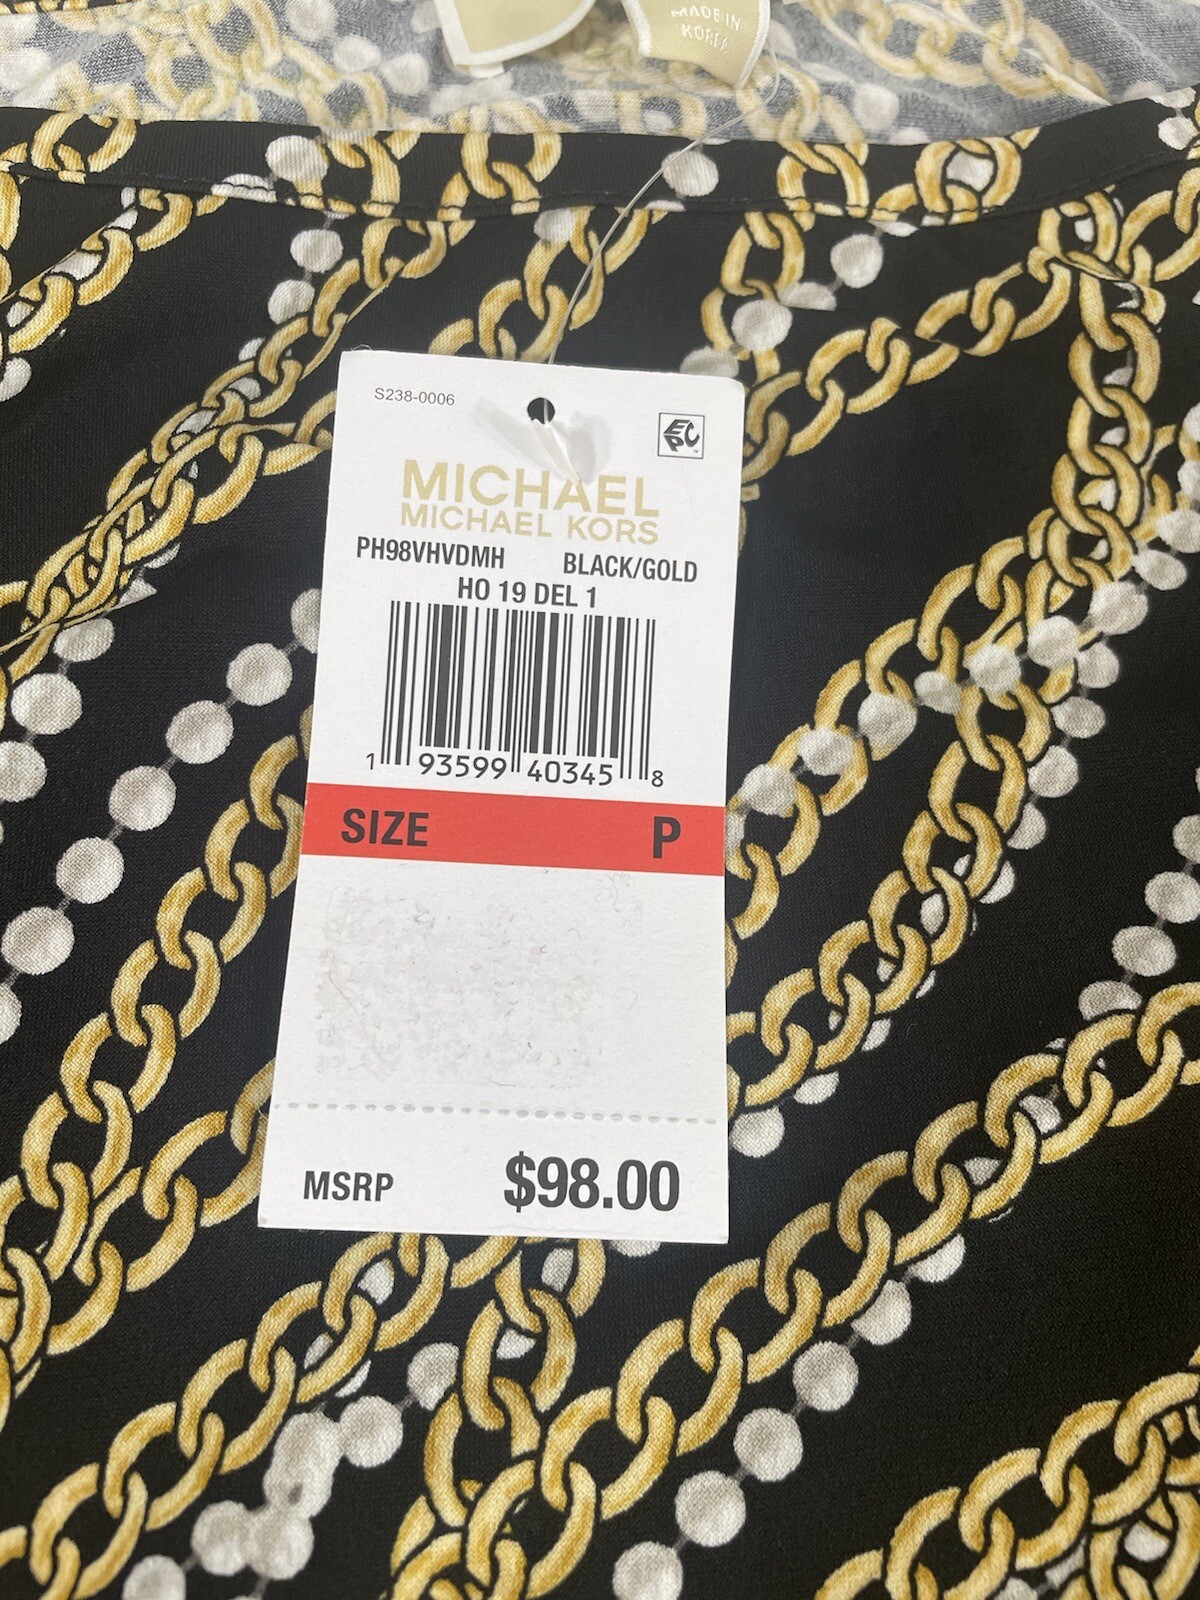 MADE IN
KOREA
S238-0006
EPC
MICHAEL
MICHAEL KORS
PH98VHVDMH BLACK/GOLD
HO 19 DEL 1
1 93599 40345 8
SIZE P
MSRP $98.00